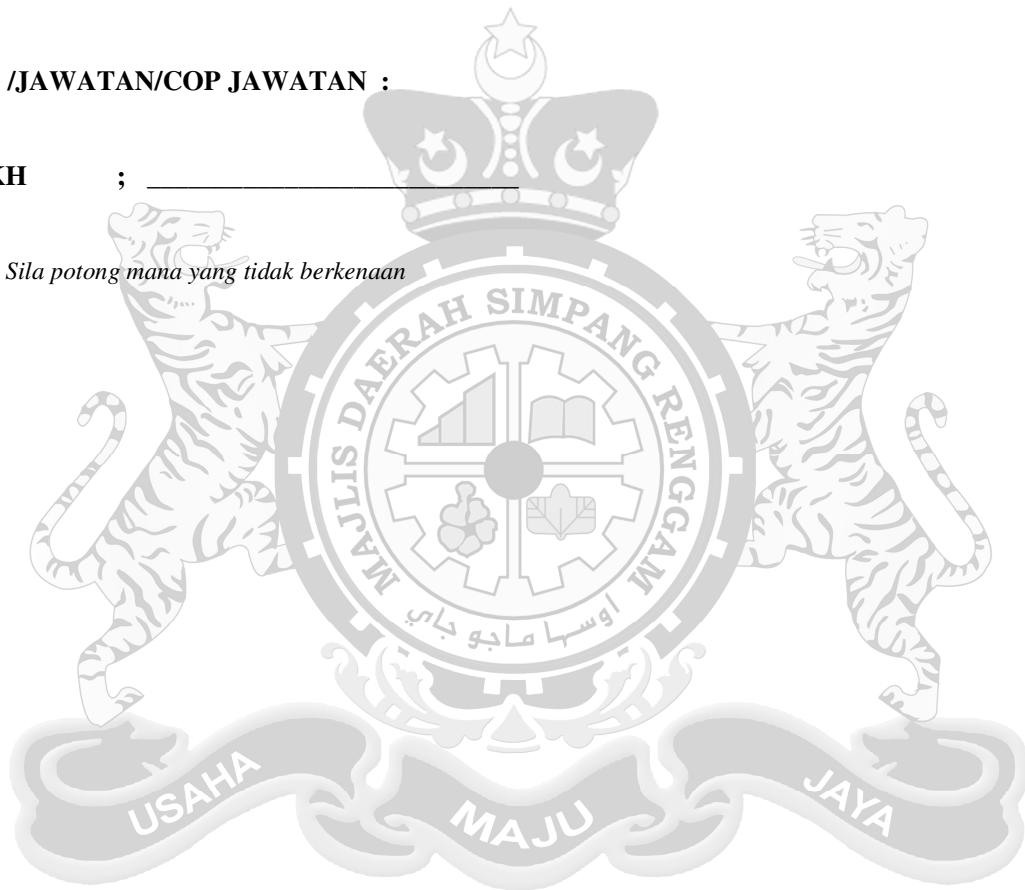 /JAWATAN/COP JAWATAN :
KH ; ___________________________
Sila potong mana yang tidak berkenaan
MAJLIS DAERAH SIMPANG RENGGAM
اوسها ماجو جاي
USAHA MAJU JAYA